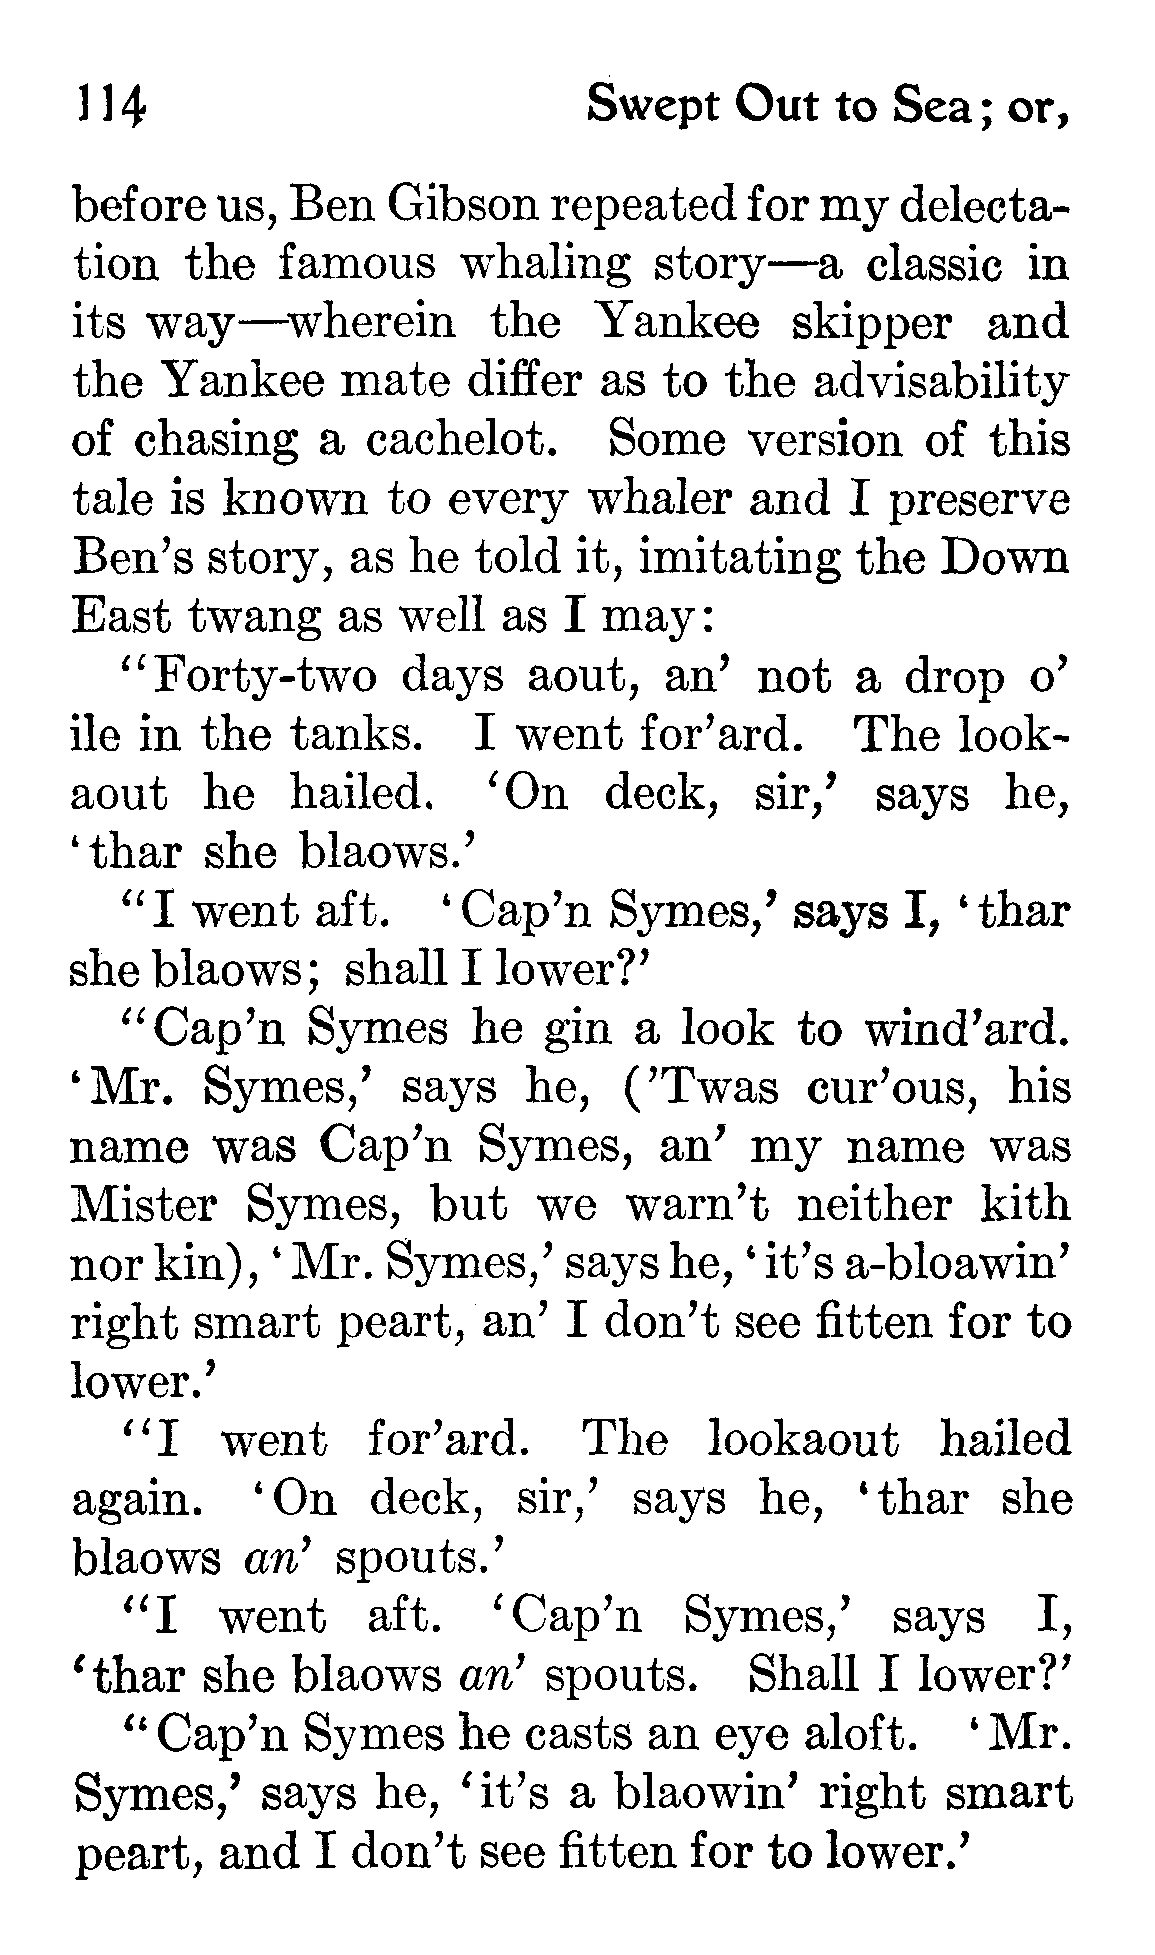 114 Swept Out to Sea; or,
before us, Ben Gibson repeated for my delecta-
tion the famous whaling story—a classic in
its way—wherein the Yankee skipper and
the Yankee mate differ as to the advisability
of chasing a cachelot. Some version of this
tale is known to every whaler and I preserve
Ben’s story, as he told it, imitating the Down
East twang as well as I may:
“Forty-two days aout, an’ not a drop o’
ile in the tanks. I went for’ard. The look-
aout he hailed. ‘On deck, sir,’ says he,
‘thar she blaows.’
“I went aft. ‘Cap’n Symes,’ says I, ‘thar
she blaows; shall I lower?’
“Cap’n Symes he gin a look to wind’ard.
‘Mr. Symes,’ says he, (’Twas cur’ous, his
name was Cap’n Symes, an’ my name was
Mister Symes, but we warn’t neither kith
nor kin), ‘Mr. Symes,’ says he, ‘it’s a-bloawin’
right smart peart, an’ I don’t see fitten for to
lower.’
“I went for’ard. The lookaout hailed
again. ‘On deck, sir,’ says he, ‘thar she
blaows an’ spouts.’
“I went aft. ‘Cap’n Symes,’ says I,
‘thar she blaows an’ spouts. Shall I lower?’
“Cap’n Symes he casts an eye aloft. ‘Mr.
Symes,’ says he, ‘it’s a blaowin’ right smart
peart, and I don’t see fitten for to lower.’